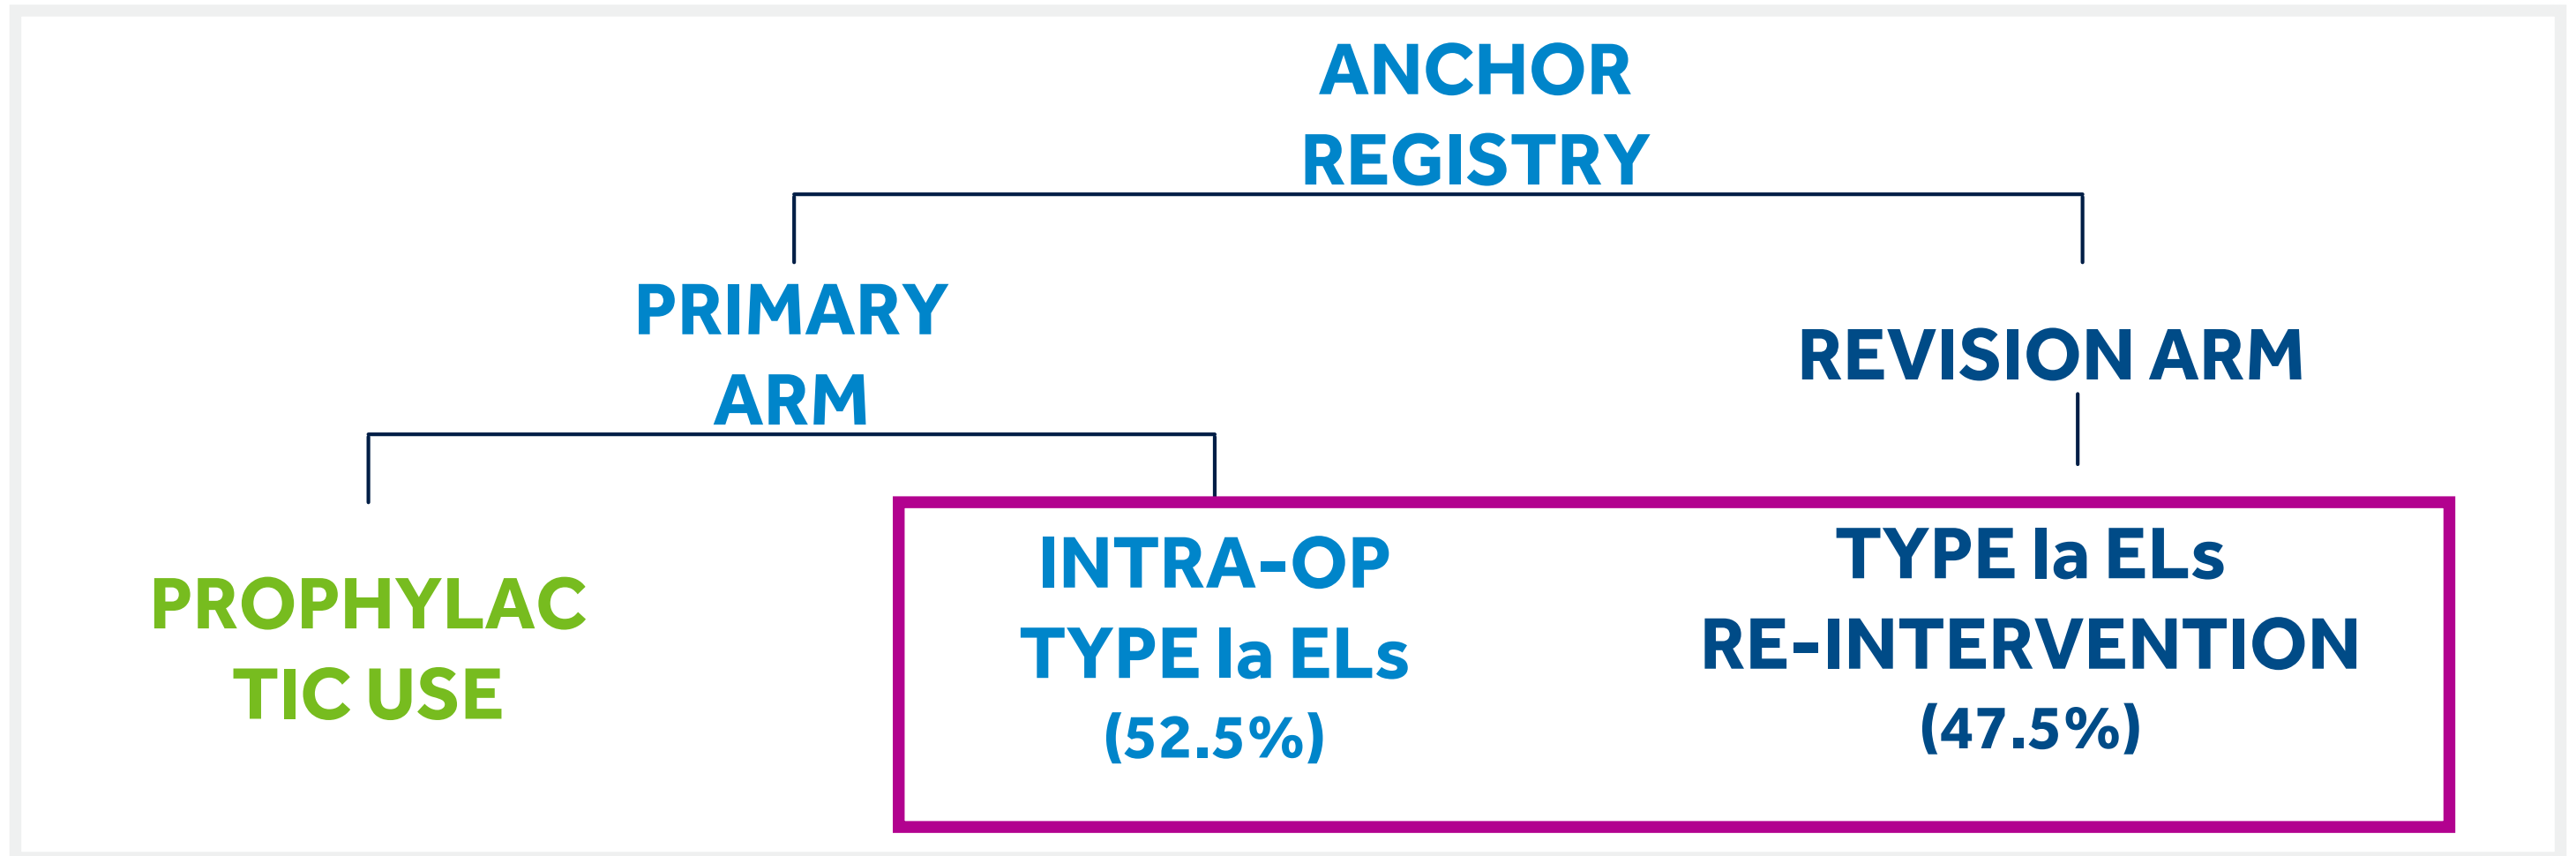 ANCHOR
REGISTRY
PRIMARY
ARM
REVISION ARM
PROPHYLAC
TIC USE
INTRA-OP
TYPE Ia ELs
(52.5%)
TYPE Ia ELs
RE-INTERVENTION
(47.5%)